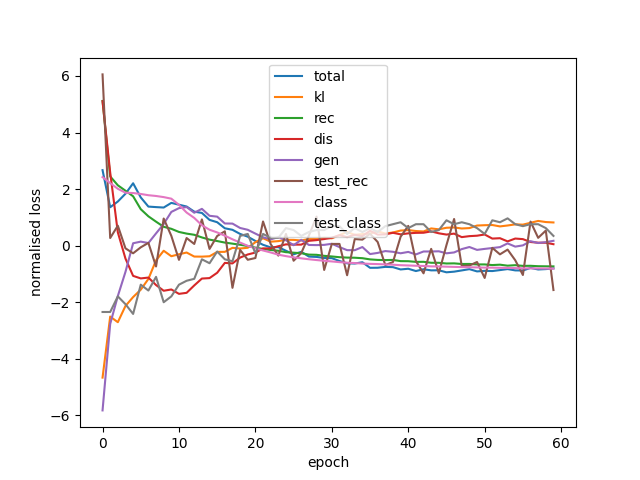 normalised loss
6
4
2
0
−2
−4
−6
total
kl
rec
dis
gen
test_rec
class
test_class
0
10
20
30
40
50
60
epoch